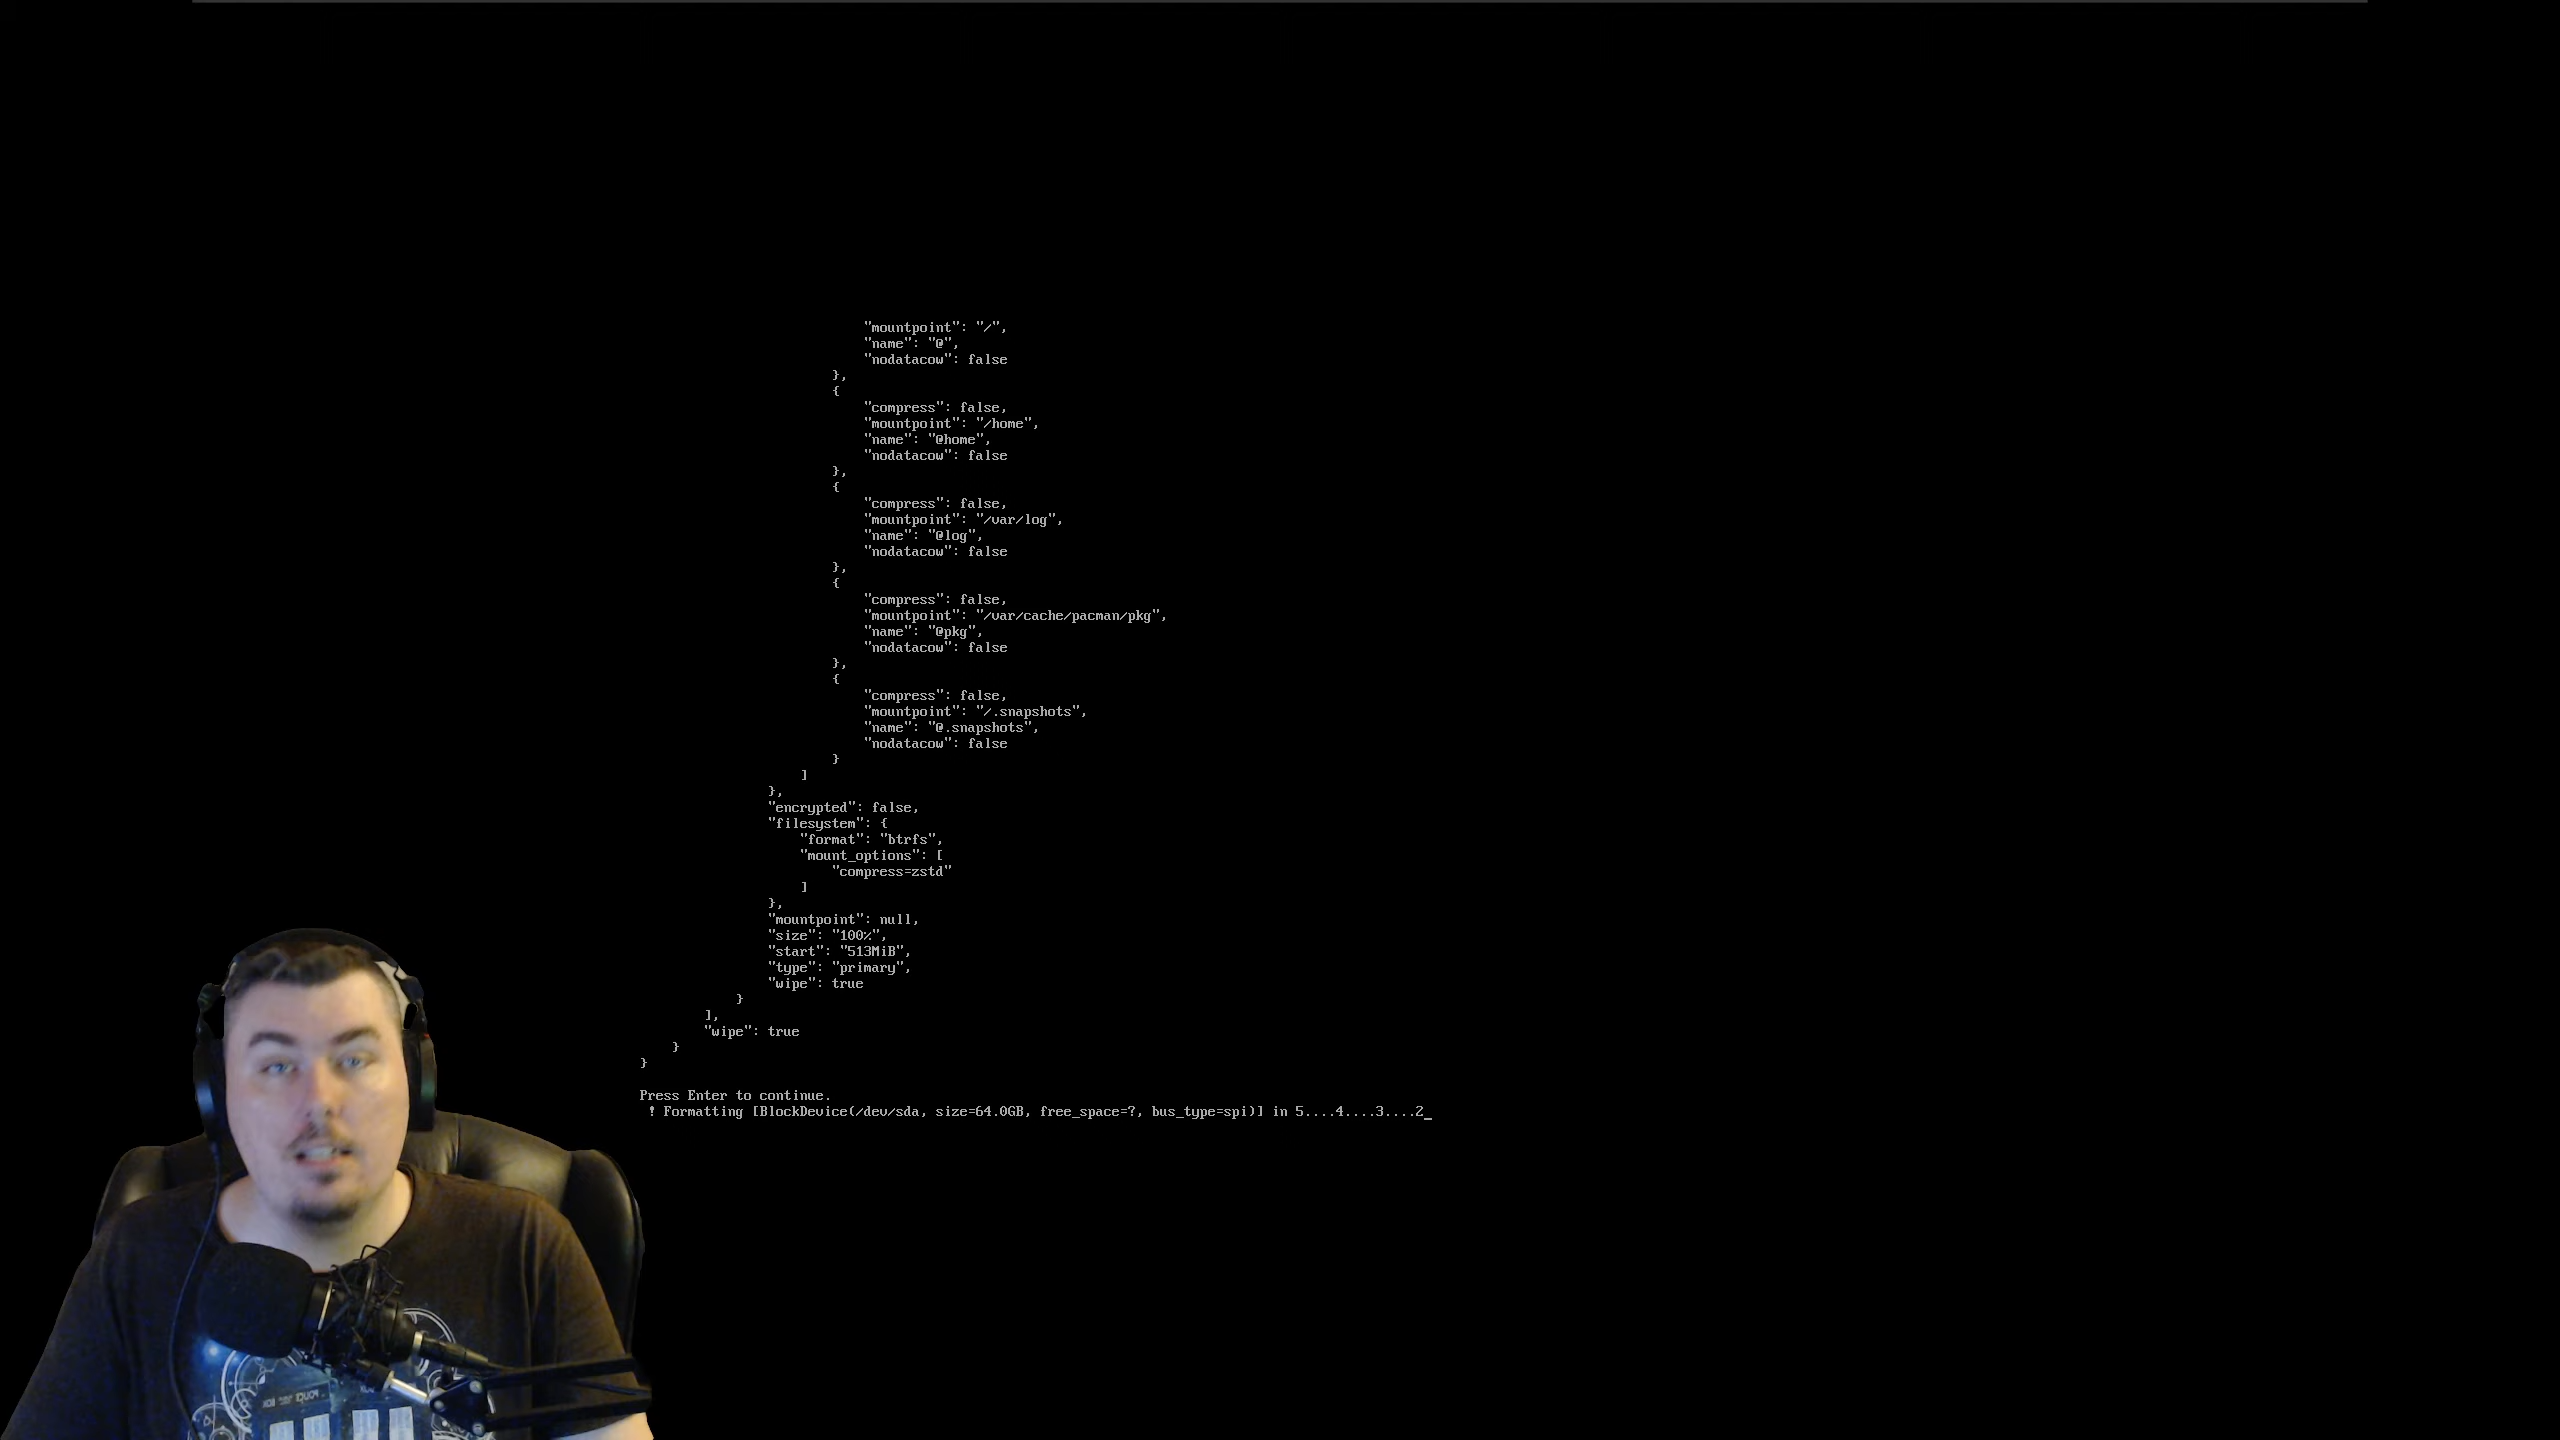 "mountpoint": "/",
"name": "@",
"nodatacow": false
},
{
"compress": false,
"mountpoint": "/home",
"name": "@home",
"nodatacow": false
},
{
"compress": false,
"mountpoint": "/var/log",
"name": "@log",
"nodatacow": false
},
{
"compress": false,
"mountpoint": "/var/cache/pacman/pkg",
"name": "@pkg",
"nodatacow": false
},
{
"compress": false,
"mountpoint": "/.snapshots",
"name": "@.snapshots",
"nodatacow": false
}
]
},
"encrypted": false,
"filesystem": {
"format": "btrfs",
"mount_options": [
"compress=zstd"
]
},
"mountpoint": null,
"size": "100%",
"start": "513MiB",
"type": "primary",
"wipe": true
}
],
"wipe": true
}
}
Press Enter to continue.
! Formatting [BlockDevice(/dev/sda, size=64.0GB, free_space=?, bus_type=spi)] in 5....4....3....2_